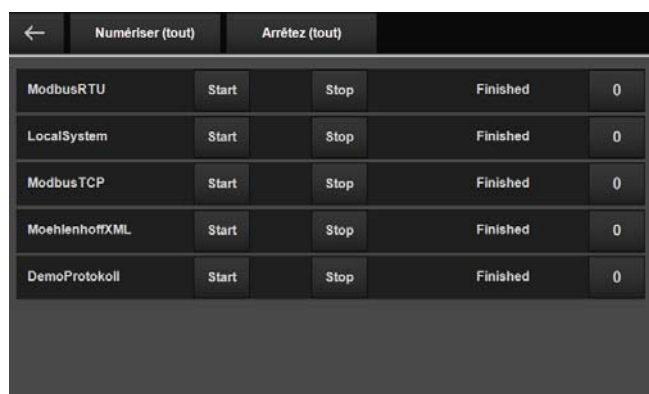 Numériser (tout) Arrêtez (tout)
ModbusRTU Start Stop Finished 0
LocalSystem Start Stop Finished 0
ModbusTCP Start Stop Finished 0
MoehlenhoffXML Start Stop Finished 0
DemoProtokoll Start Stop Finished 0